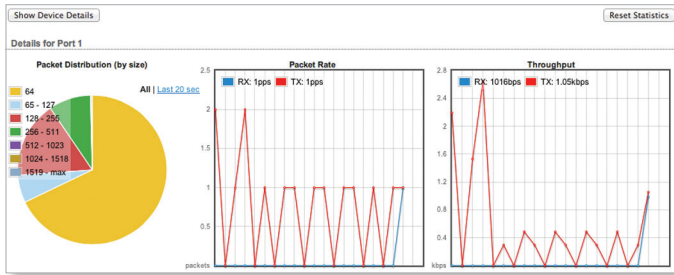 Show Device Details
Reset Statistics
Details for Port 1
Packet Distribution (by size)
All | Last 20 sec
64
65 - 127
128 - 255
256 - 511
512 - 1023
1024 - 1518
1519 - max
Packet Rate
RX: 1pps TX: 1pps
2.5
2
1.5
1
0.5
packets
Throughput
RX: 1016bps TX: 1.05kbps
2.8
2.4
2
1.6
1.2
0.8
0.4
kbps